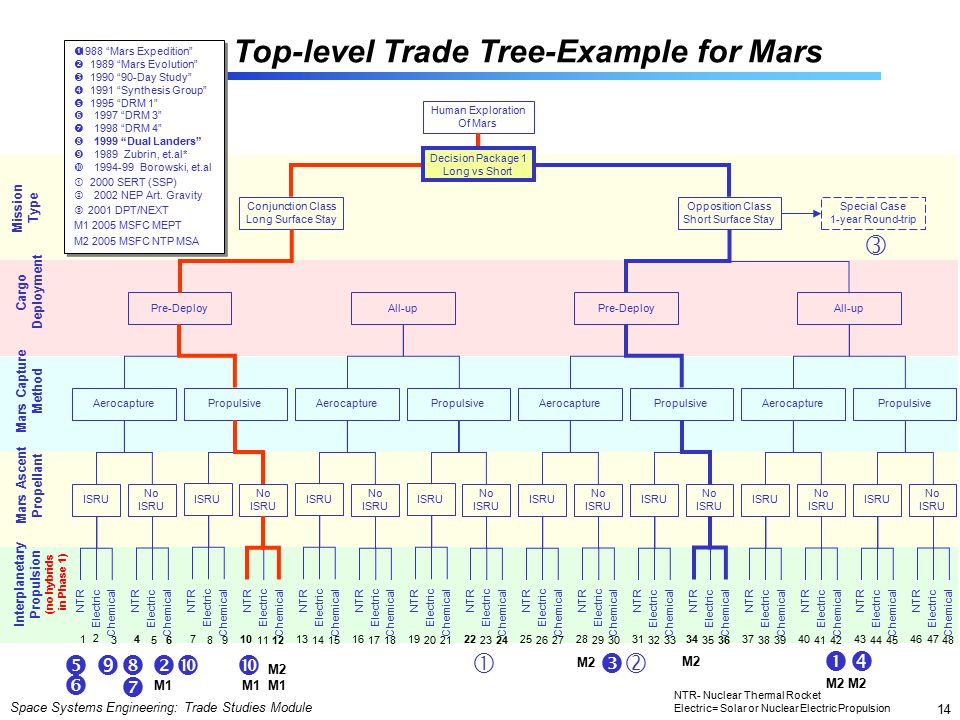 Top-level Trade Tree-Example for Mars
❶1988 “Mars Expedition”
❷ 1989 “Mars Evolution”
❸ 1990 “90-Day Study”
❹ 1991 “Synthesis Group”
❺ 1995 “DRM 1”
❻ 1997 “DRM 3”
❼ 1998 “DRM 4”
❽ 1999 “Dual Landers”
❾ 1989 Zubrin, et.al*
❿ 1994-99 Borowski, et.al
① 2000 SERT (SSP)
② 2002 NEP Art. Gravity
③ 2001 DPT/NEXT
M1 2005 MSFC MEPT
M2 2005 MSFC NTP MSA
Human Exploration
Of Mars
Decision Package 1
Long vs Short
Mission
Type
Conjunction Class
Long Surface Stay
Opposition Class
Short Surface Stay
Special Case
1-year Round-trip
③
Cargo
Deployment
Pre-Deploy
All-up
Pre-Deploy
All-up
Mars Capture
Method
Aerocapture
Propulsive
Aerocapture
Propulsive
Aerocapture
Propulsive
Aerocapture
Propulsive
Mars Ascent
Propellant
ISRU
No
ISRU
ISRU
No
ISRU
ISRU
No
ISRU
ISRU
No
ISRU
ISRU
No
ISRU
ISRU
No
ISRU
ISRU
No
ISRU
ISRU
No
ISRU
Interplanetary
Propulsion
(no hybrids
in Phase 1)
NTR Electric Chemical NTR Electric Chemical NTR Electric Chemical NTR Electric Chemical NTR Electric Chemical NTR Electric Chemical NTR Electric Chemical NTR Electric Chemical NTR Electric Chemical NTR Electric Chemical NTR Electric Chemical NTR Electric Chemical NTR Electric Chemical NTR Electric Chemical NTR Electric Chemical NTR Electric Chemical
1 2 3 4 5 6 7 8 9 10 11 12 13 14 15 16 17 18 19 20 21 22 23 24 25 26 27 28 29 30 31 32 33 34 35 36 37 38 39 40 41 42 43 44 45 46 47 48
❺ ❾ ❽ ❷ ❿ ❿ M2 ① M2 ❸ ② M2 ❶ ❹
❻ ❼ M1 M1 M1 M2 M2
NTR- Nuclear Thermal Rocket
Electric= Solar or Nuclear Electric Propulsion
Space Systems Engineering: Trade Studies Module
14